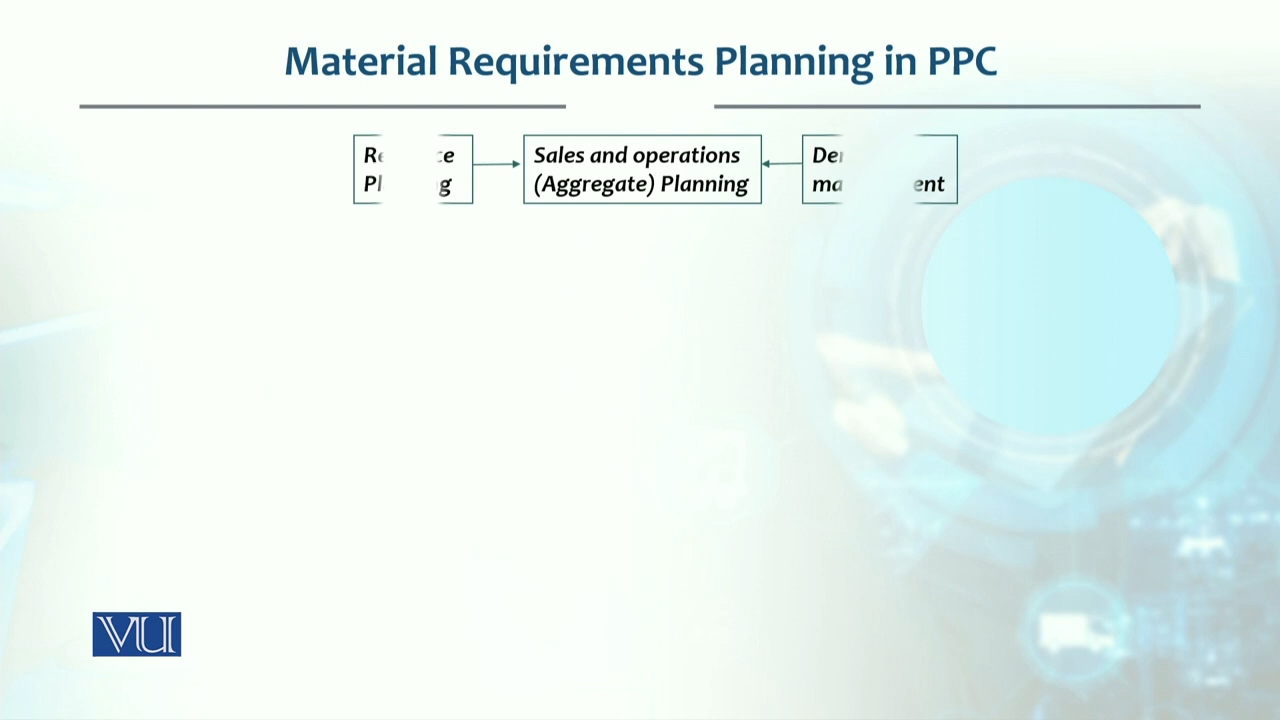 Material Requirements Planning in PPC
Sales and operations
(Aggregate) Planning
VU